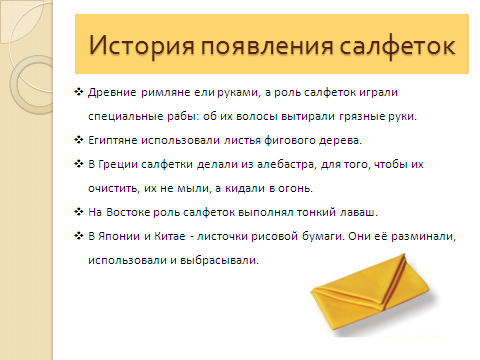 История появления салфеток
❖ Древние римляне ели руками, а роль салфеток играли
специальные рабы: об их волосы вытирали грязные руки.
❖ Египтяне использовали листья фигового дерева.
❖ В Греции салфетки делали из алебастра, для того, чтобы их
очистить, их не мыли, а кидали в огонь.
❖ На Востоке роль салфеток выполнял тонкий лаваш.
❖ В Японии и Китае - листочки рисовой бумаги. Они её разминали,
использовали и выбрасывали.